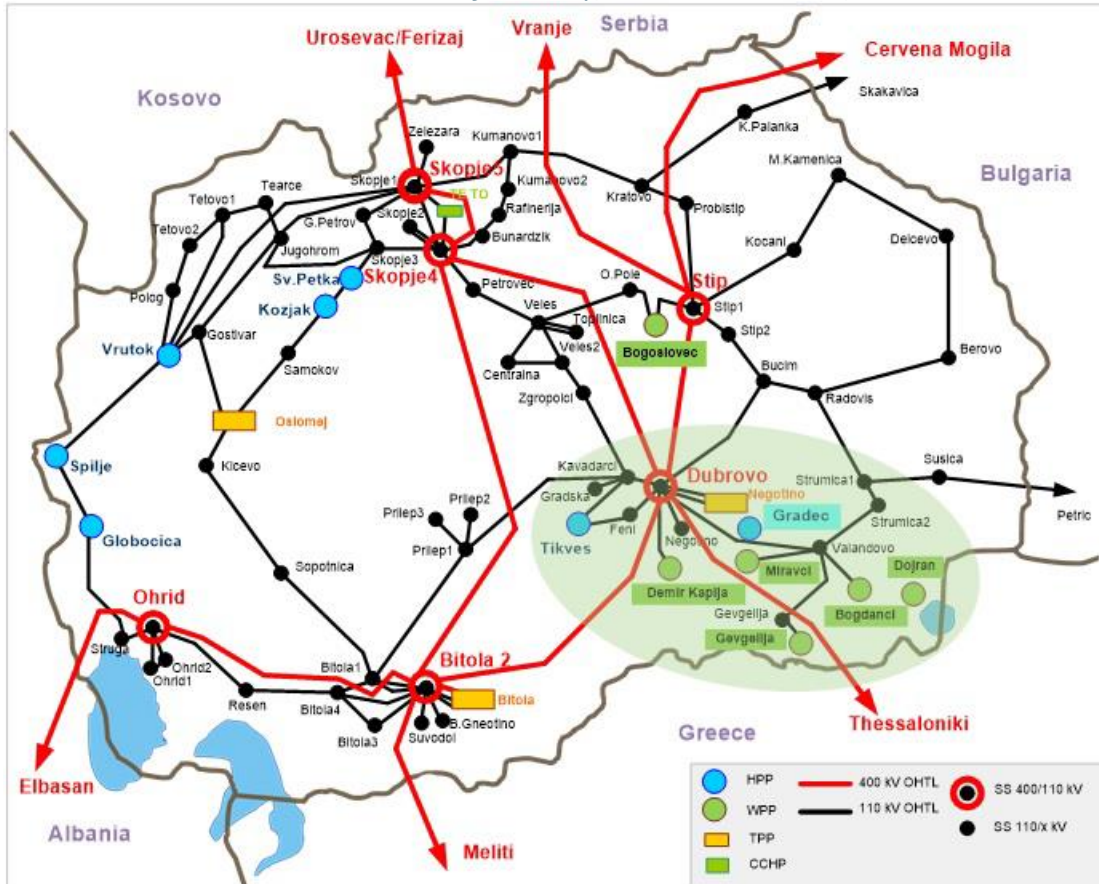 Serbia
Vranje
Urosevac/Ferizaj
Cervena Mogila
Kosovo
Skakavica
Zelezara
Kumanovo1
K.Palanka
Skopje5
Skopje1
M.Kamenica
Bulgaria
Tearce
TE TO
Kumanovo2
Tetovo1
Skopje2
Kratovo
Rafinerija
Probistip
G.Petrov
Tetovo2
Bunardzik
Kocani
Delcevo
Jugohrom
Skopje3
Skopje4
Sv.Petka
O.Pole
Stip
Petrovec
Polog
Kozjak
Veles
Stip1
Toplinica
Gostivar
Stip2
Vrutok
Veles2
Bogoslovec
Samokov
Centralna
Bucim
Berovo
Zgropolci
Radovis
Oslomej
Spilje
Kicevo
Kavadarci
Dubrovo
Susica
Strumica1
Gradska
Negotino
Prilep2
Prilep3
Gradec
Strumica2
Petric
Globocica
Feni
Tikves
Negotino
Prilep1
Valandovo
Miravci
Dojran
Sopotnica
Demir Kapija
Bogdanci
Ohrid
Gevgelija
Gevgelija
Struga
Ohrid2
Ohrid1
Bitola1
Bitola 2
Resen
Bitola4
Bitola
B.Gneotino
Suvodol
Bitola3
Thessaloniki
Greece
Elbasan
Albania
Meliti
HPP
400 kV OHTL
SS 400/110 kV
WPP
110 kV OHTL
TPP
SS 110/x kV
CCHP